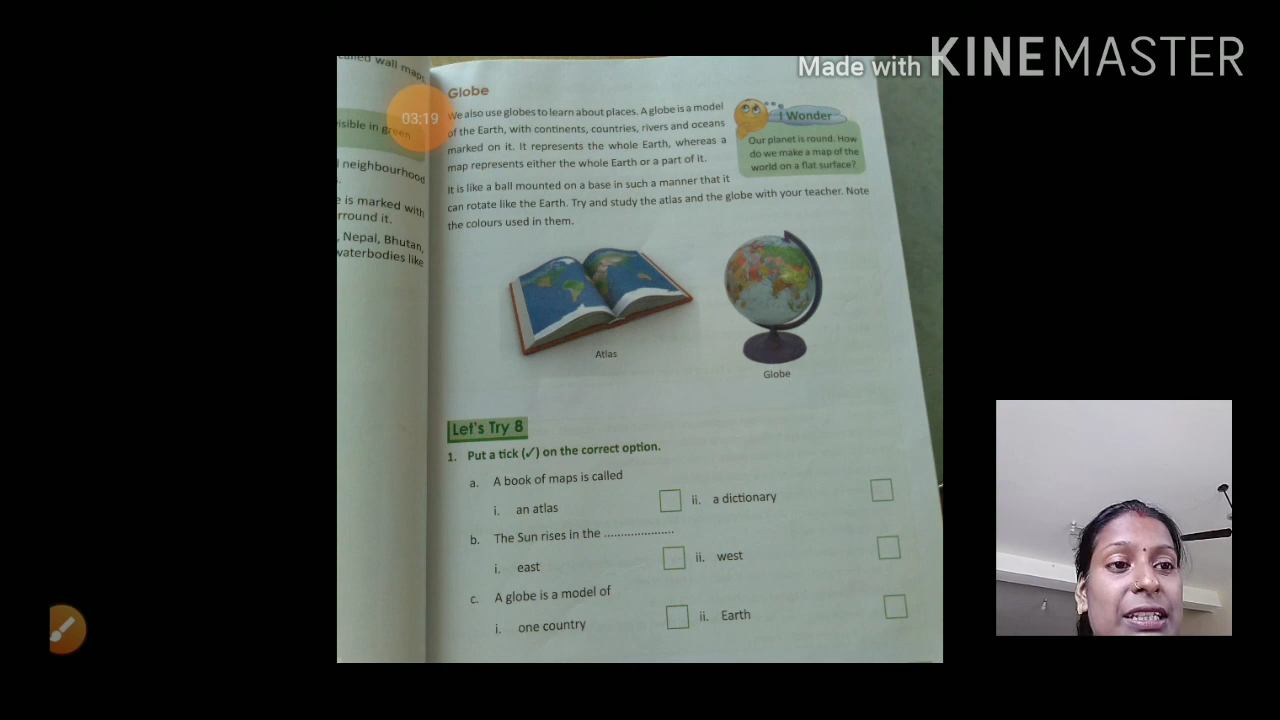 Made with KINEMASTER
03:19
called wall maps
visible in green
neighbourhood
e is marked with
rround it.
, Nepal, Bhutan,
waterbodies like
Globe
We also use globes to learn about places. A globe is a model
of the Earth, with continents, countries, rivers and oceans
marked on it. It represents the whole Earth, whereas a
map represents either the whole Earth or a part of it.
I Wonder
Our planet is round. How
do we make a map of the
world on a flat surface?
It is like a ball mounted on a base in such a manner that it
can rotate like the Earth. Try and study the atlas and the globe with your teacher. Note
the colours used in them.
Atlas
Globe
Let's Try 8
1. Put a tick (✓) on the correct option.
a. A book of maps is called
i. an atlas ii. a dictionary
b. The Sun rises in the .....................
i. east ii. west
c. A globe is a model of
i. one country ii. Earth